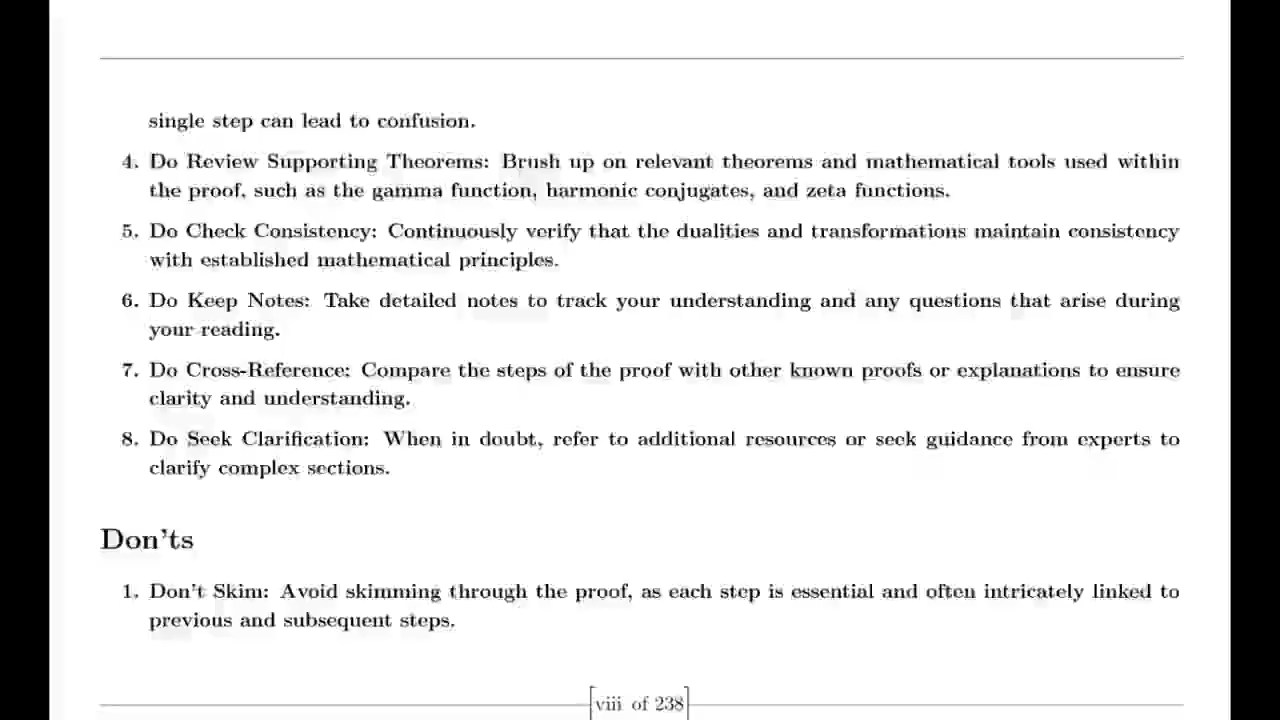 single step can lead to confusion.
4. Do Review Supporting Theorems: Brush up on relevant theorems and mathematical tools used within
the proof, such as the gamma function, harmonic conjugates, and zeta functions.
5. Do Check Consistency: Continuously verify that the dualities and transformations maintain consistency
with established mathematical principles.
6. Do Keep Notes: Take detailed notes to track your understanding and any questions that arise during
your reading.
7. Do Cross-Reference: Compare the steps of the proof with other known proofs or explanations to ensure
clarity and understanding.
8. Do Seek Clarification: When in doubt, refer to additional resources or seek guidance from experts to
clarify complex sections.
Don'ts
1. Don't Skim: Avoid skimming through the proof, as each step is essential and often intricately linked to
previous and subsequent steps.
viii of 238